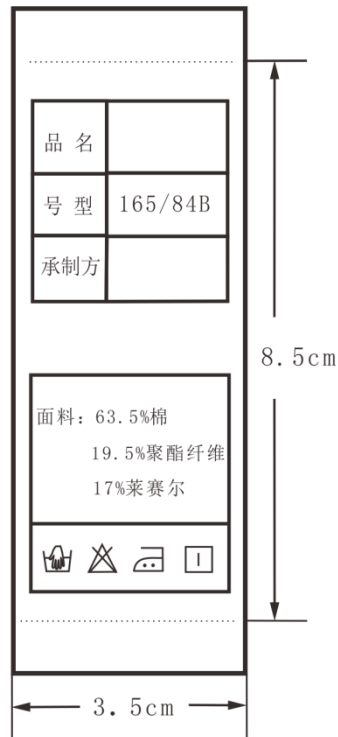 品 名
号 型 165/84B
承制方
8.5cm
面料: 63.5%棉
19.5%聚酯纤维
17%莱赛尔
3.5cm